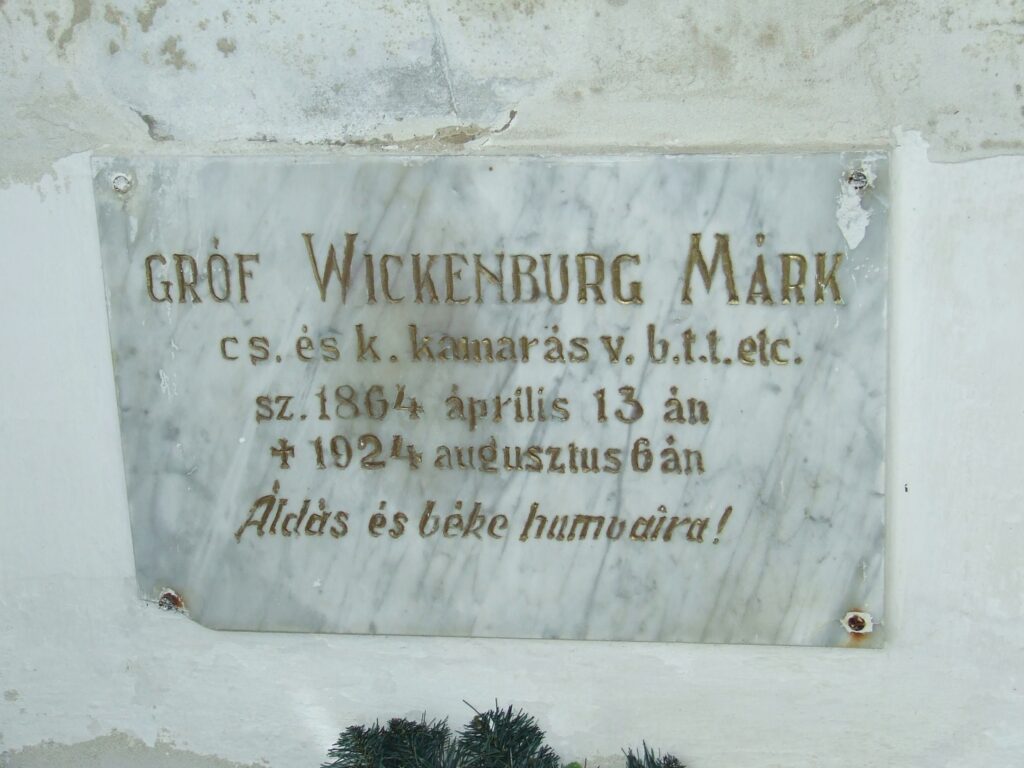 GRÓF WICKENBURG MÁRK
cs. és k. kamarás v. b.t.t. etc.
sz. 1864 április 13 án
✝ 1924 augusztus 6 án
Áldás és béke humvaira!